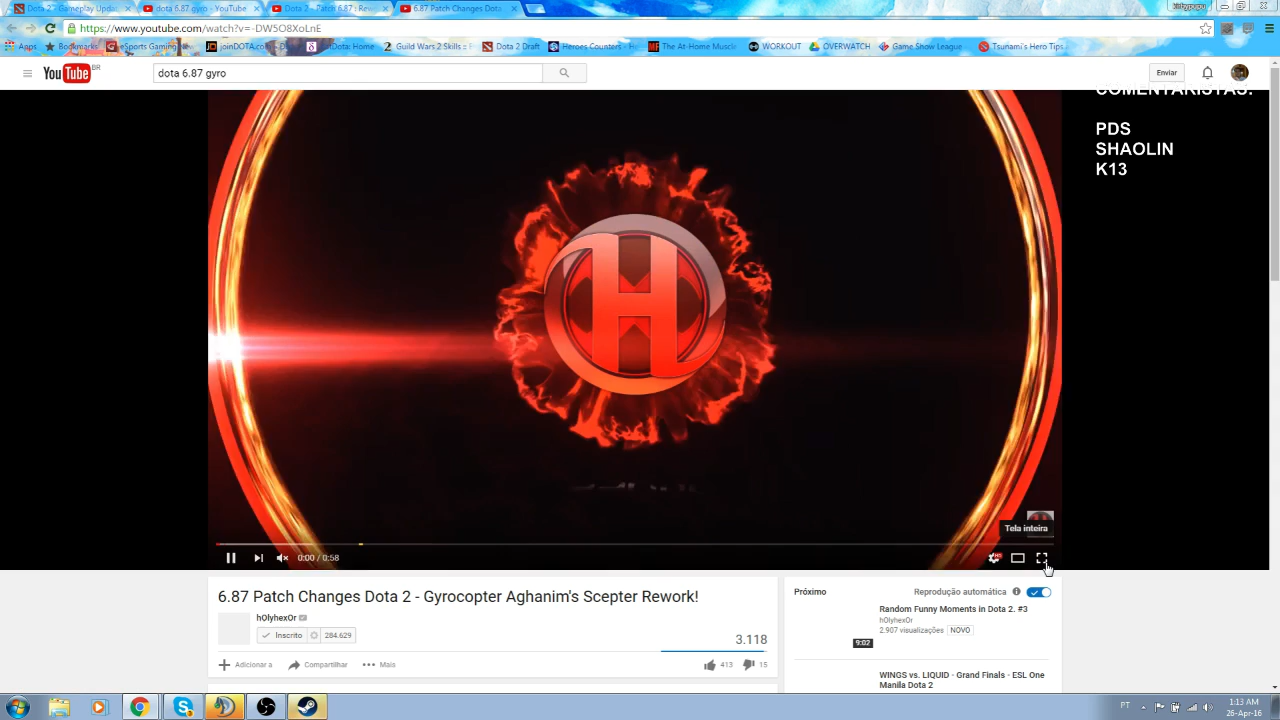 Dota 2 - Gameplay Upda
dota 6.87 gyro - YouTube
Dota 2 - Patch 6.87 : Re
6.87 Patch Changes Dota
https://www.youtube.com/watch?v=-DW5O8XoLnE
Apps
Bookmarks
eSports Gaming N
joinDOTA.com - D
Dota: Home
Guild Wars 2 Skills
Dota 2 Draft
Heroes Counters - H
The At-Home Muscle
WORKOUT
OVERWATCH
Game Show League
Tsunami's Hero Tips
YouTube BR
dota 6.87 gyro
Enviar
COMENTARISTAS:
PDS
SHAOLIN
K13
H
Tela inteira
0:00 / 0:58
HD
6.87 Patch Changes Dota 2 - Gyrocopter Aghanim's Scepter Rework!
h0lyhexOr
Inscrito 284.629
3.118
Adicionar a
Compartilhar
Mais
413
15
Próximo
Reprodução automática
Random Funny Moments in Dota 2. #3
h0lyhexOr
2.907 visualizações NOVO
9:02
WINGS vs. LIQUID - Grand Finals - ESL One
Manila Dota 2
PT
1:13 AM
26-Apr-16